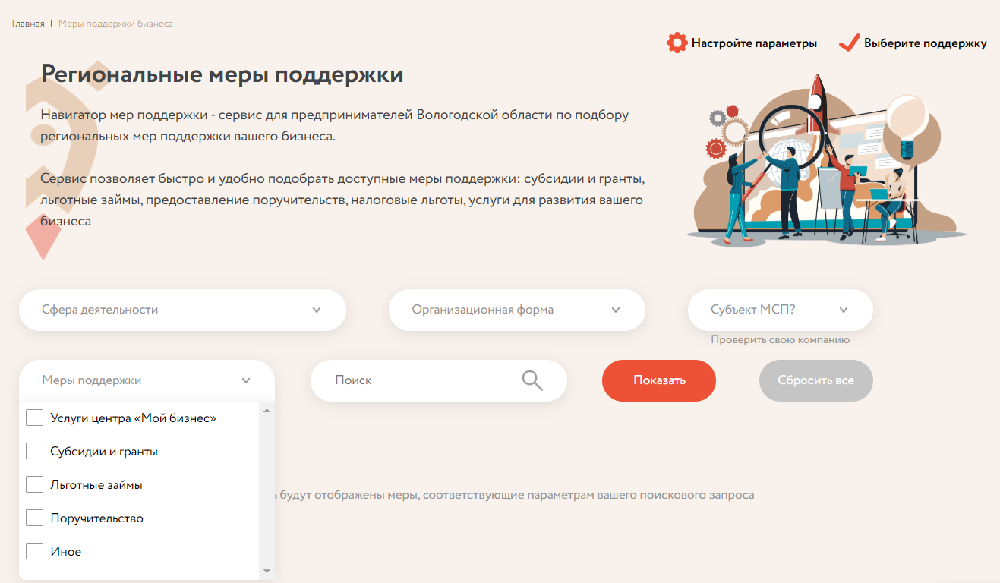 Главная | Меры поддержки бизнеса
Настройте параметры
Выберите поддержку
Региональные меры поддержки
Навигатор мер поддержки - сервис для предпринимателей Вологодской области по подбору
региональных мер поддержки вашего бизнеса.
Сервис позволяет быстро и удобно подобрать доступные меры поддержки: субсидии и гранты,
льготные займы, предоставление поручительств, налоговые льготы, услуги для развития вашего
бизнеса
Сфера деятельности
Организационная форма
Субъект МСП?
Проверить свою компанию
Меры поддержки
Поиск
Показать
Сбросить все
Услуги центра «Мой бизнес»
Субсидии и гранты
Льготные займы
будут отображены меры, соответствующие параметрам вашего поискового запроса
Поручительство
Иное